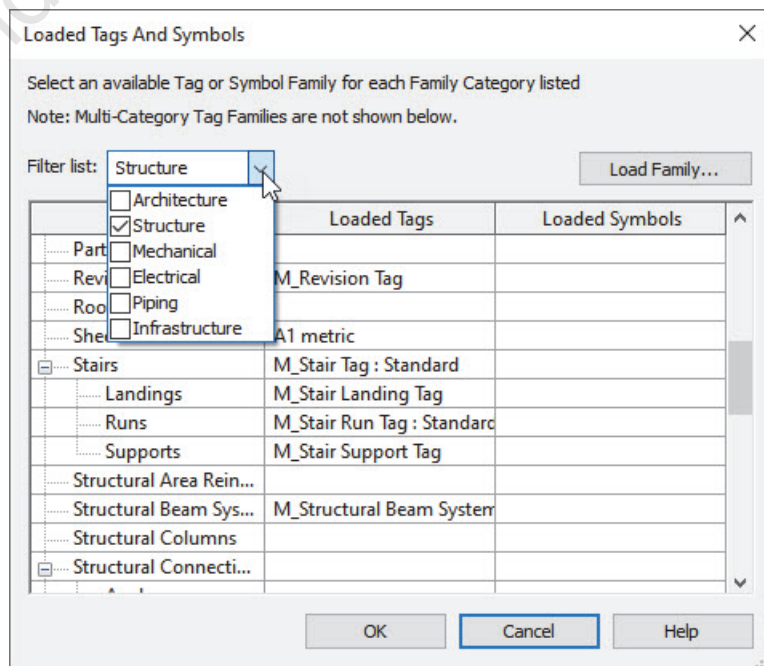 Loaded Tags And Symbols
Select an available Tag or Symbol Family for each Family Category listed
Note: Multi-Category Tag Families are not shown below.
Filter list: Structure Load Family...
Architecture
Structure
Mechanical
Electrical
Piping
Infrastructure
Loaded Tags Loaded Symbols
Part
Revi M_Revision Tag
Roo
Shee A1 metric
Stairs M_Stair Tag : Standard
Landings M_Stair Landing Tag
Runs M_Stair Run Tag : Standard
Supports M_Stair Support Tag
Structural Area Rein...
Structural Beam Sys... M_Structural Beam System
Structural Columns
Structural Connecti...
OK Cancel Help